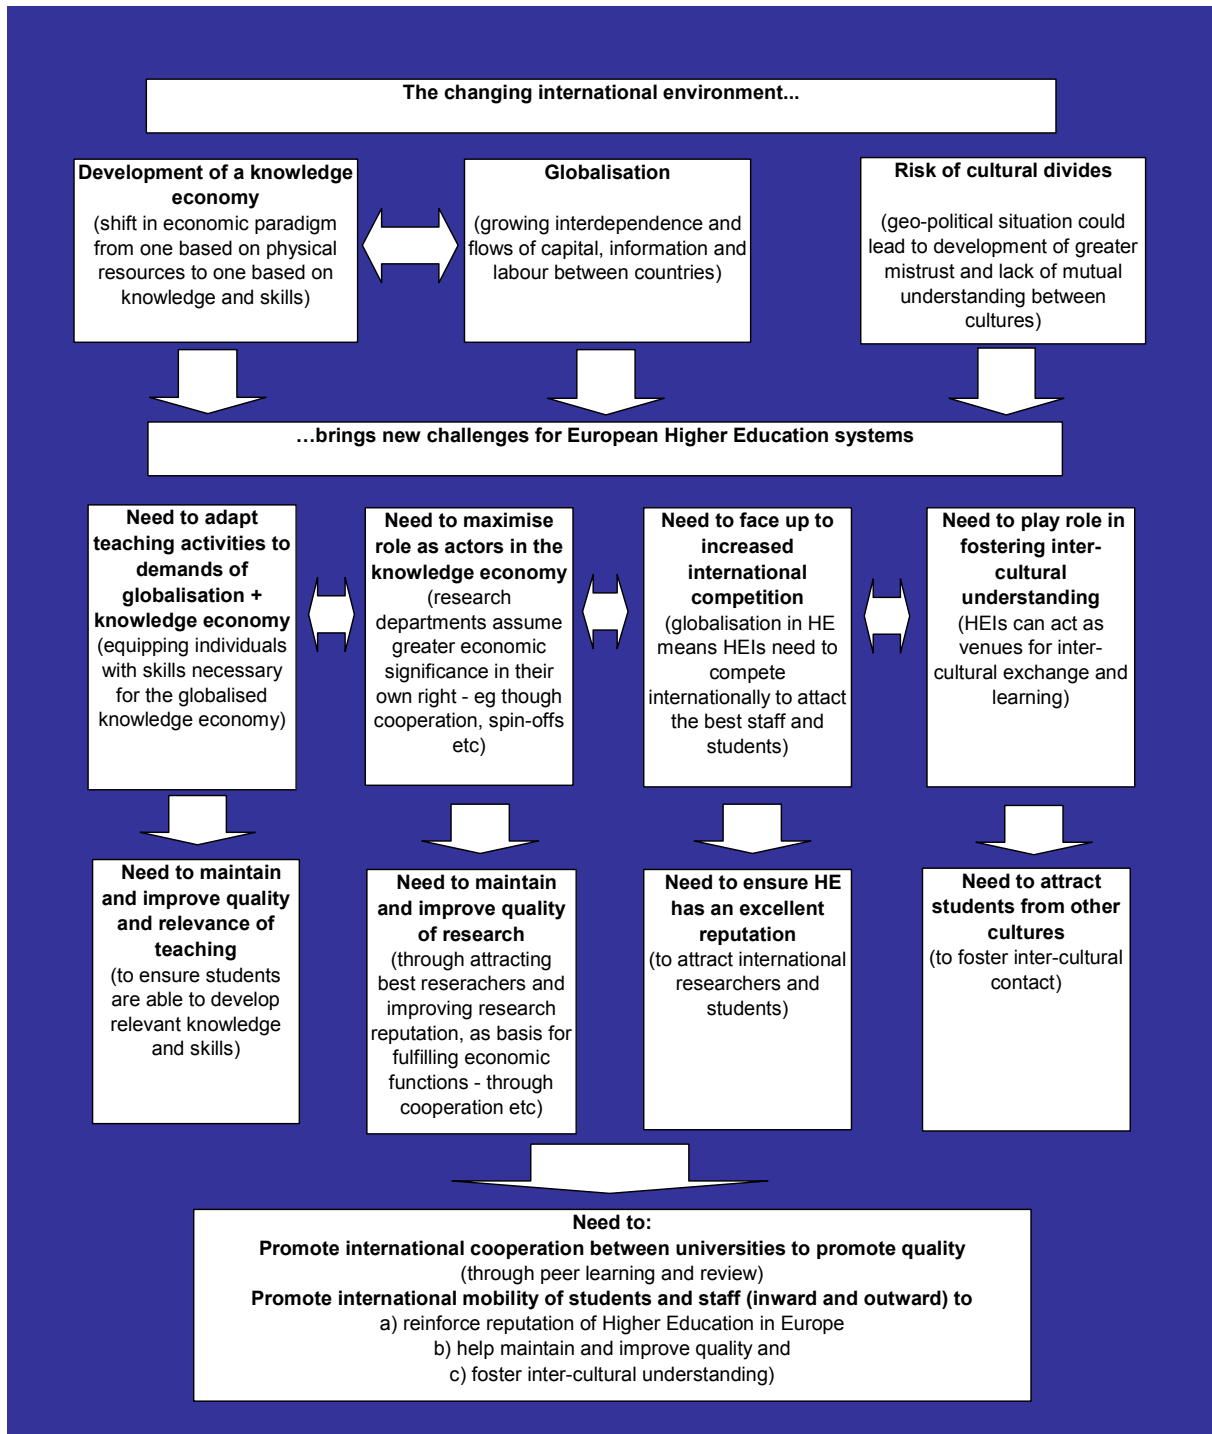 The changing international environment...
Development of a knowledge
economy
(shift in economic paradigm
from one based on physical
resources to one based on
knowledge and skills)
Globalisation
(growing interdependence and
flows of capital, information and
labour between countries)
Risk of cultural divides
(geo-political situation could
lead to development of greater
mistrust and lack of mutual
understanding between
cultures)
…brings new challenges for European Higher Education systems
Need to adapt
teaching activities to
demands of
globalisation +
knowledge economy
(equipping individuals
with skills necessary
for the globalised
knowledge economy)
Need to maximise
role as actors in the
knowledge economy
(research
departments assume
greater economic
significance in their
own right - eg though
cooperation, spin-offs
etc)
Need to face up to
increased
international
competition
(globalisation in HE
means HEIs need to
compete
internationally to attact
the best staff and
students)
Need to play role in
fostering inter-
cultural
understanding
(HEIs can act as
venues for inter-
cultural exchange and
learning)
Need to maintain
and improve quality
and relevance of
teaching
(to ensure students
are able to develop
relevant knowledge
and skills)
Need to maintain
and improve quality
of research
(through attracting
best reserachers and
improving research
reputation, as basis for
fulfilling economic
functions - through
cooperation etc)
Need to ensure HE
has an excellent
reputation
(to attract international
researchers and
students)
Need to attract
students from other
cultures
(to foster inter-cultural
contact)
Need to:
Promote international cooperation between universities to promote quality
(through peer learning and review)
Promote international mobility of students and staff (inward and outward) to
a) reinforce reputation of Higher Education in Europe
b) help maintain and improve quality and
c) foster inter-cultural understanding)